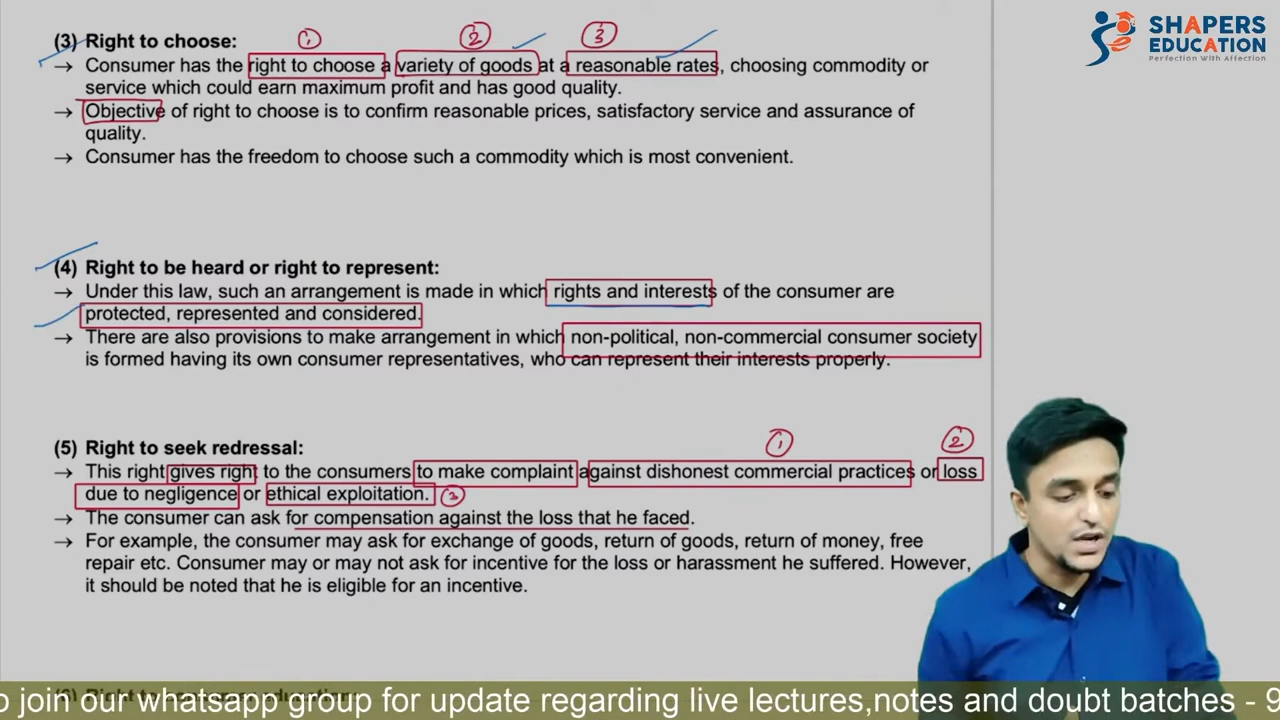 SHAPERS
EDUCATION
Perfection With Affection
① ② ③
(3) Right to choose:
→ Consumer has the right to choose a variety of goods at a reasonable rates, choosing commodity or
service which could earn maximum profit and has good quality.
→ Objective of right to choose is to confirm reasonable prices, satisfactory service and assurance of
quality.
→ Consumer has the freedom to choose such a commodity which is most convenient.
(4) Right to be heard or right to represent:
→ Under this law, such an arrangement is made in which rights and interests of the consumer are
protected, represented and considered.
→ There are also provisions to make arrangement in which non-political, non-commercial consumer society
is formed having its own consumer representatives, who can represent their interests properly.
① ②
(5) Right to seek redressal:
→ This right gives right to the consumers to make complaint against dishonest commercial practices or loss
due to negligence or ethical exploitation. ③
→ The consumer can ask for compensation against the loss that he faced.
→ For example, the consumer may ask for exchange of goods, return of goods, return of money, free
repair etc. Consumer may or may not ask for incentive for the loss or harassment he suffered. However,
it should be noted that he is eligible for an incentive.
o join our whatsapp group for update regarding live lectures,notes and doubt batches - 9